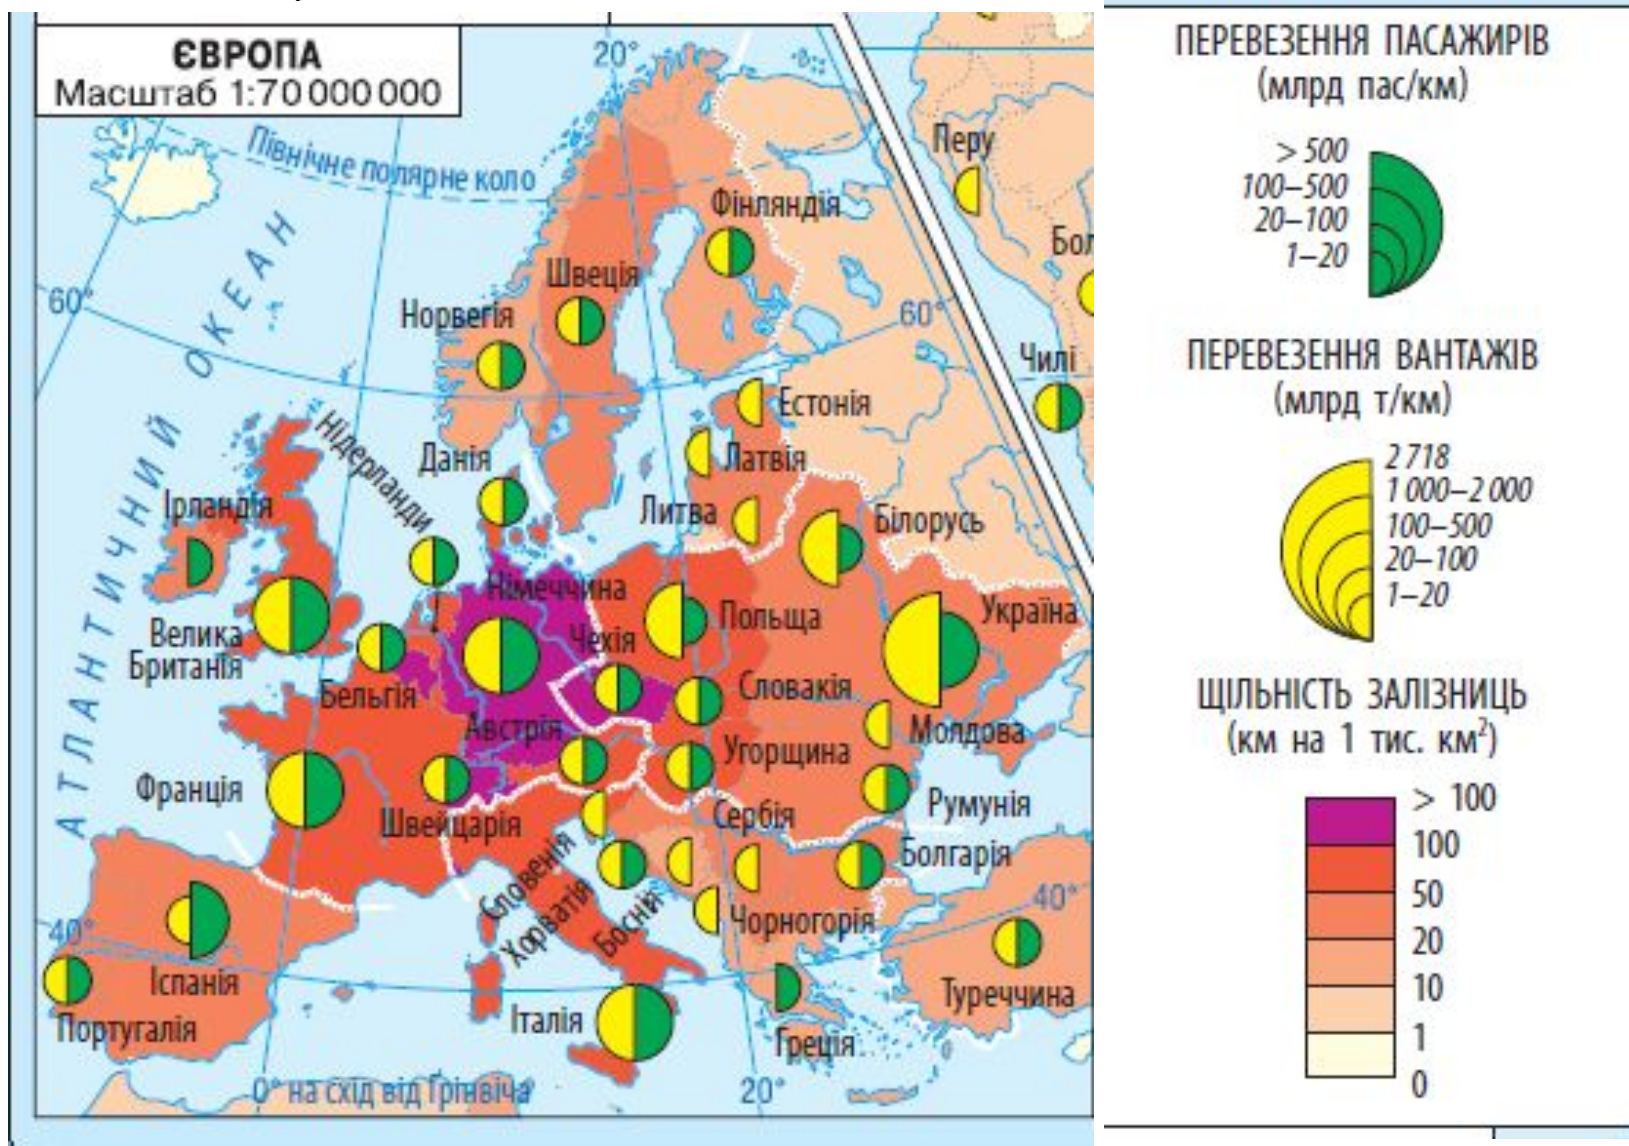 ЄВРОПА
Масштаб 1:70 000 000
20°
Північне полярне коло
Перу
Фінляндія
Бол
Швеція
60°
Норвегія
60°
Чилі
АТЛАНТИЧНИЙ ОКЕАН
Естонія
Нідерланди
Данія
Латвія
Ірландія
Литва
Білорусь
Німеччина
Польща
Україна
Велика
Британія
Чехія
Бельгія
Словакія
Австрія
Молдова
Угорщина
Франція
Румунія
Швейцарія
Сербія
Болгарія
Словенія
Хорватія
Боснія
Чорногорія
40°
40°
Іспанія
Туреччина
Португалія
Італія
Греція
0° на схід від Ґрінвіча
20°
ПЕРЕВЕЗЕННЯ ПАСАЖИРІВ
(млрд пас/км)
> 500
100–500
20–100
1–20
ПЕРЕВЕЗЕННЯ ВАНТАЖІВ
(млрд т/км)
2 718
1 000–2 000
100–500
20–100
1–20
ЩІЛЬНІСТЬ ЗАЛІЗНИЦЬ
(км на 1 тис. км²)
> 100
100
50
20
10
1
0